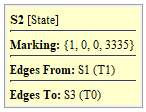 S2 [State]
Marking: {1, 0, 0, 3335}
Edges From: S1 (T1)
Edges To: S3 (T0)